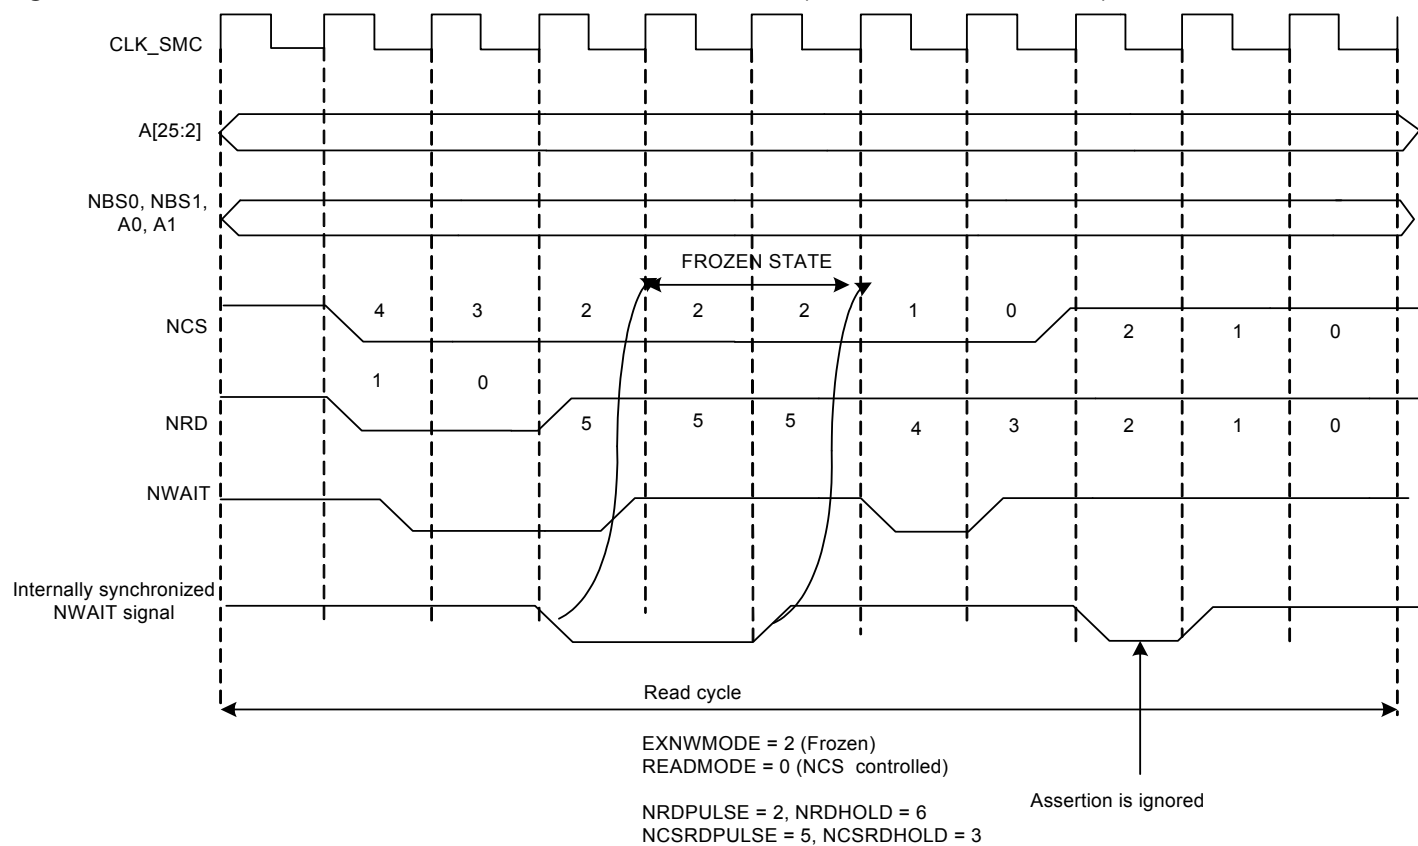 CLK_SMC
A[25:2]
NBS0, NBS1,
A0, A1
FROZEN STATE
NCS
4 3 2 2 2 1 0 2 1 0
1 0
NRD
5 5 5 4 3 2 1 0
NWAIT
Internally synchronized
NWAIT signal
Read cycle
EXNWMODE = 2 (Frozen)
READMODE = 0 (NCS controlled)
Assertion is ignored
NRDPULSE = 2, NRDHOLD = 6
NCSRDPULSE = 5, NCSRDHOLD = 3